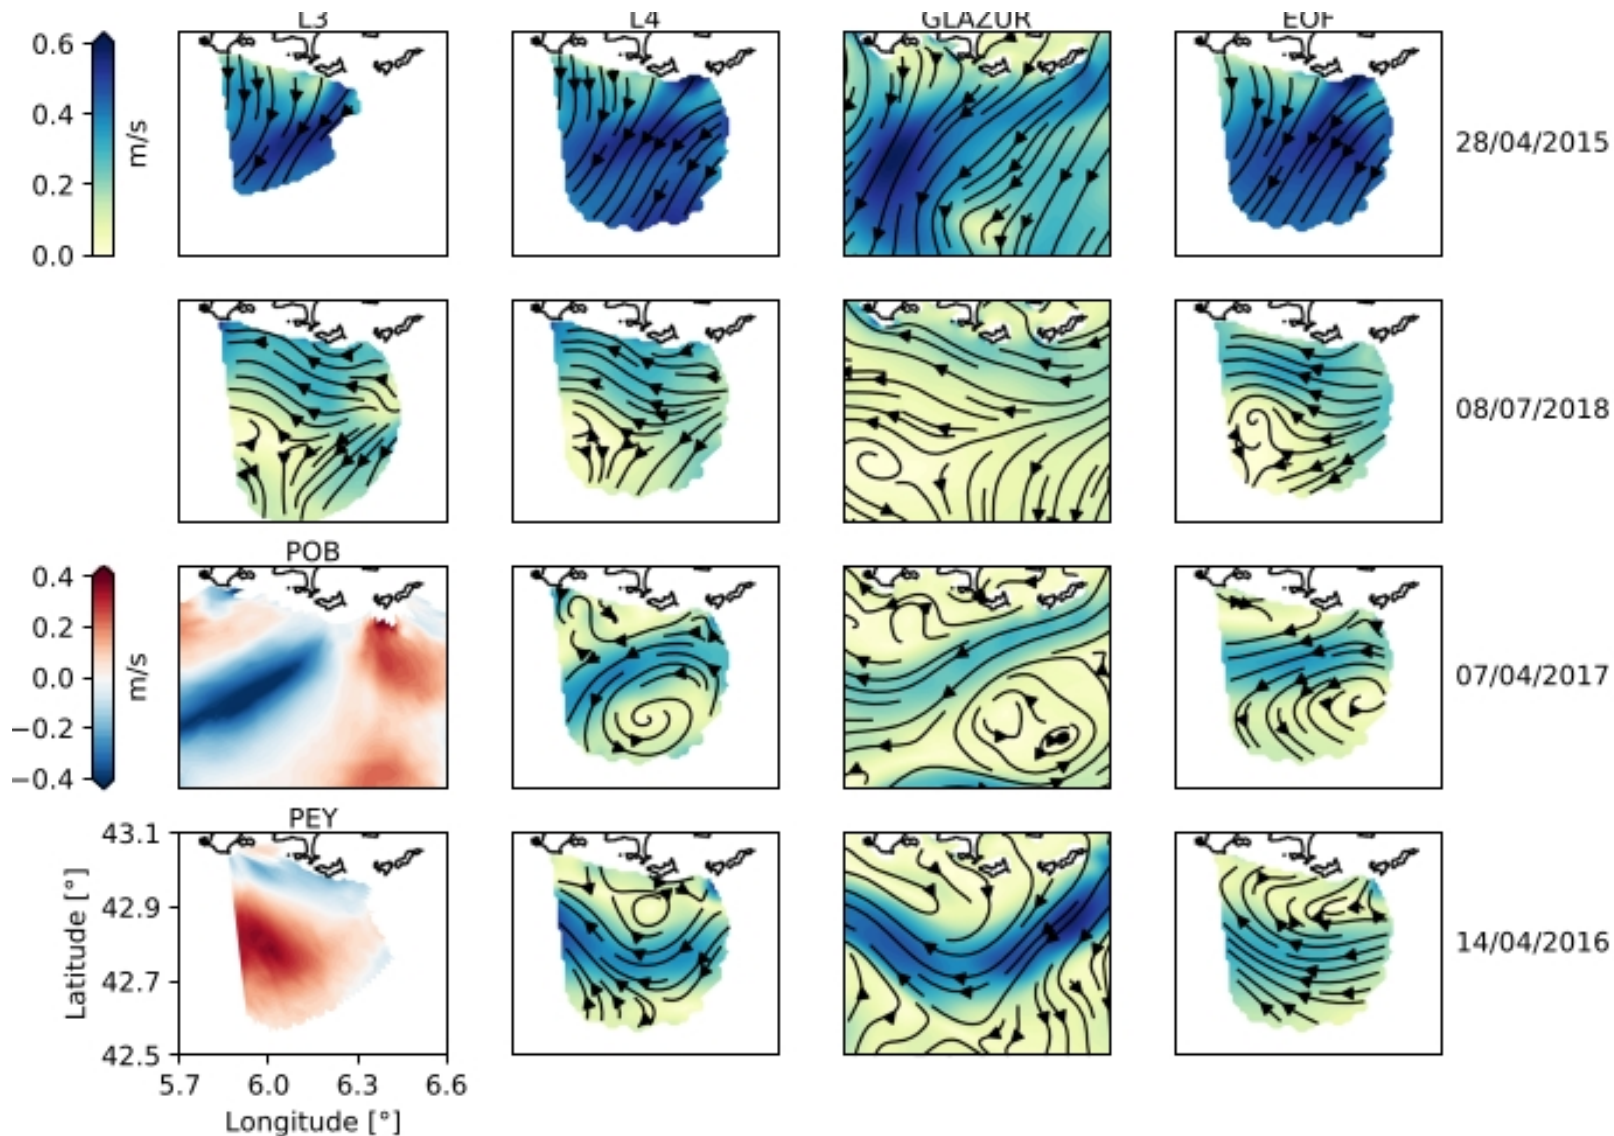 L3 L4 GLAZUR EOF
0.6
0.4
0.2
0.0
m/s
28/04/2015
08/07/2018
POB
0.4
0.2
0.0
−0.2
−0.4
m/s
07/04/2017
PEY
43.1
42.9
42.7
42.5
Latitude [°]
14/04/2016
5.7 6.0 6.3 6.6
Longitude [°]